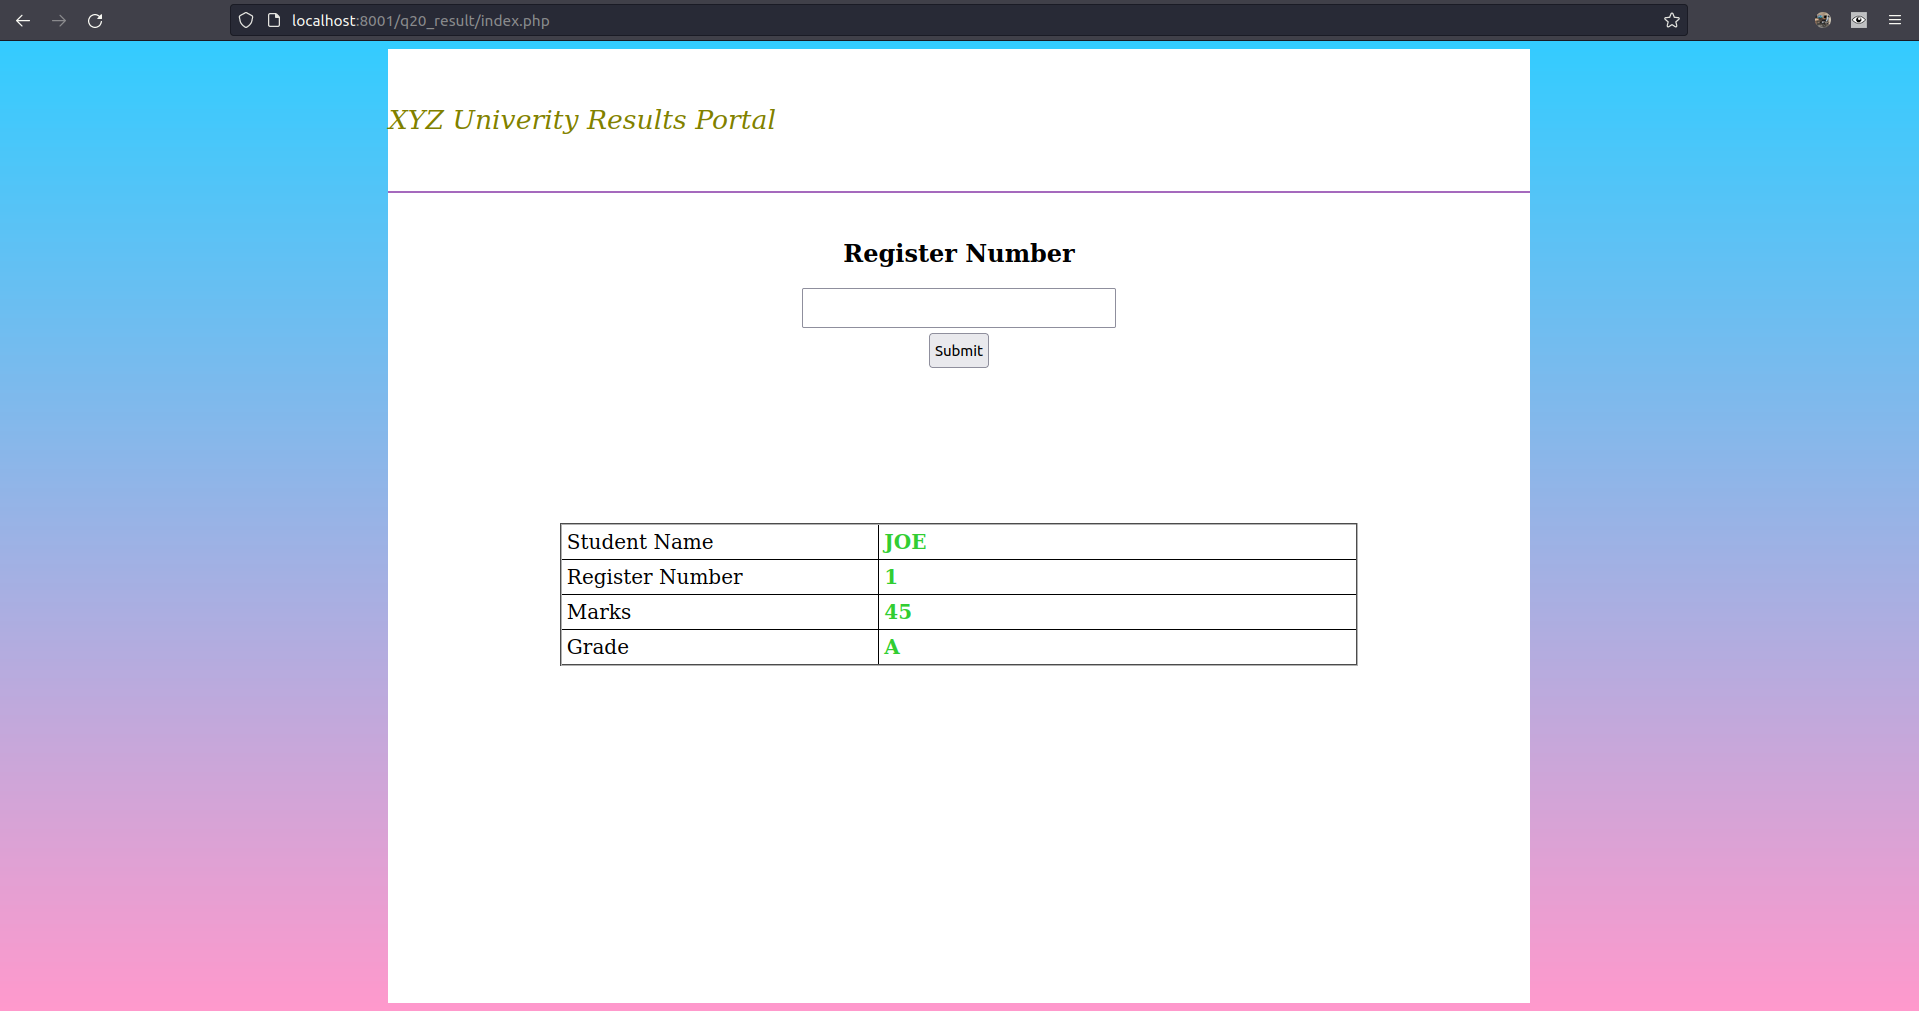 localhost:8001/q20_result/index.php
XYZ Univerity Results Portal
Register Number
Submit
Student Name JOE
Register Number 1
Marks 45
Grade A